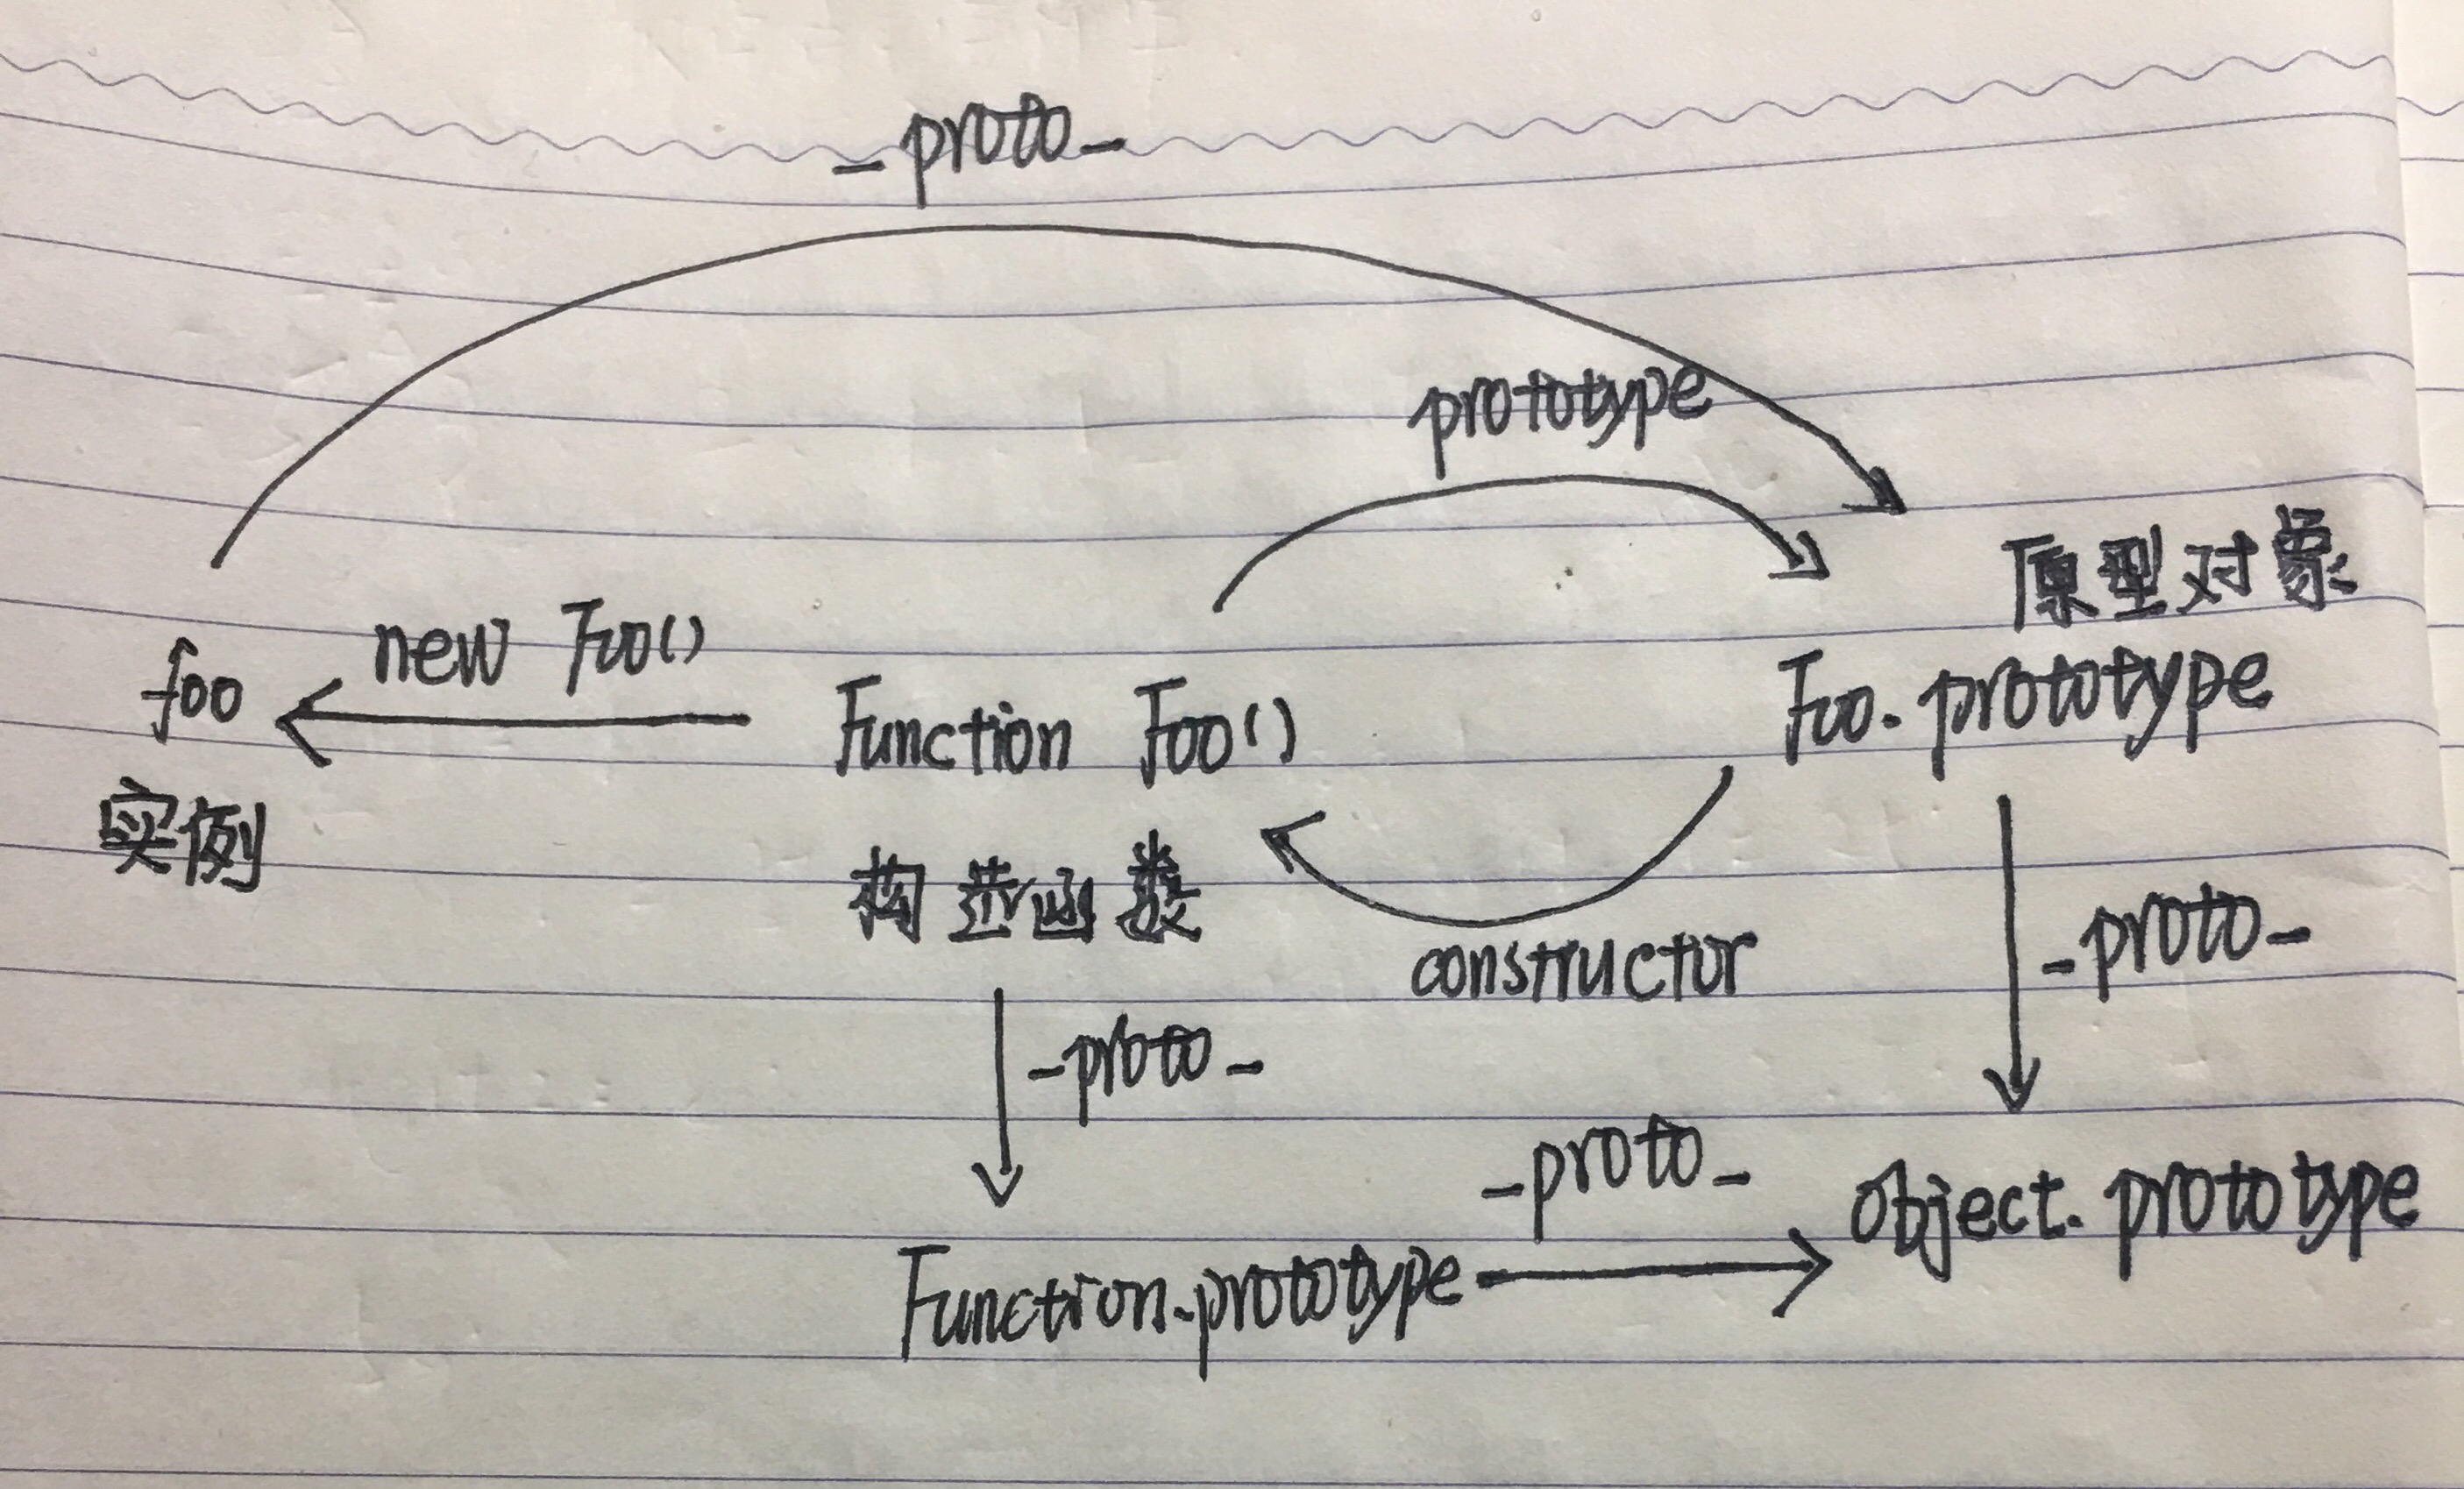 _proto_
prototype
原型对象
new Foo()
foo
Function Foo()
Foo.prototype
实例
构造函数
constructor
_proto_
_proto_
_proto_
Object.prototype
Function.prototype